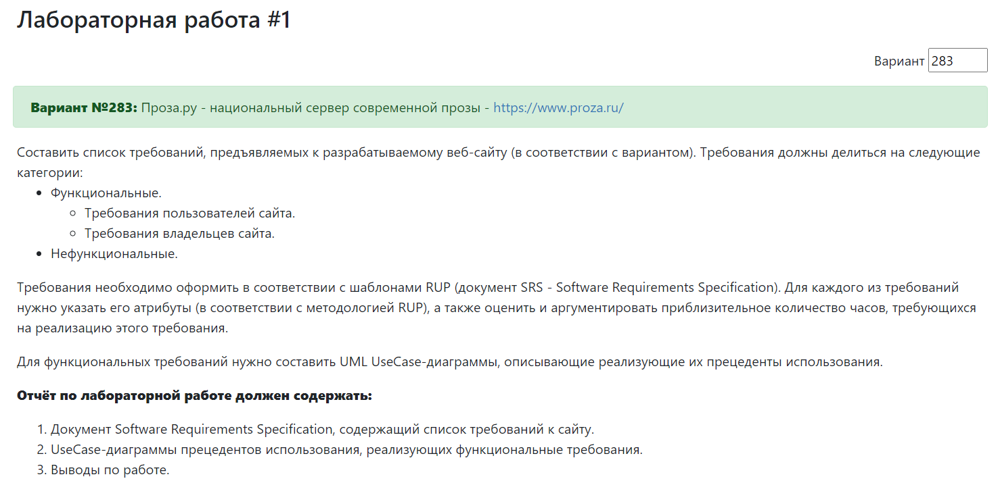 Лабораторная работа #1
Вариант 283
Вариант №283: Проза.ру - национальный сервер современной прозы - https://www.proza.ru/
Составить список требований, предъявляемых к разрабатываемому веб-сайту (в соответствии с вариантом). Требования должны делиться на следующие
категории:
• Функциональные.
◦ Требования пользователей сайта.
◦ Требования владельцев сайта.
• Нефункциональные.
Требования необходимо оформить в соответствии с шаблонами RUP (документ SRS - Software Requirements Specification). Для каждого из требований
нужно указать его атрибуты (в соответствии с методологией RUP), а также оценить и аргументировать приблизительное количество часов, требующихся
на реализацию этого требования.
Для функциональных требований нужно составить UML UseCase-диаграммы, описывающие реализующие их прецеденты использования.
Отчёт по лабораторной работе должен содержать:
1. Документ Software Requirements Specification, содержащий список требований к сайту.
2. UseCase-диаграммы прецедентов использования, реализующих функциональные требования.
3. Выводы по работе.